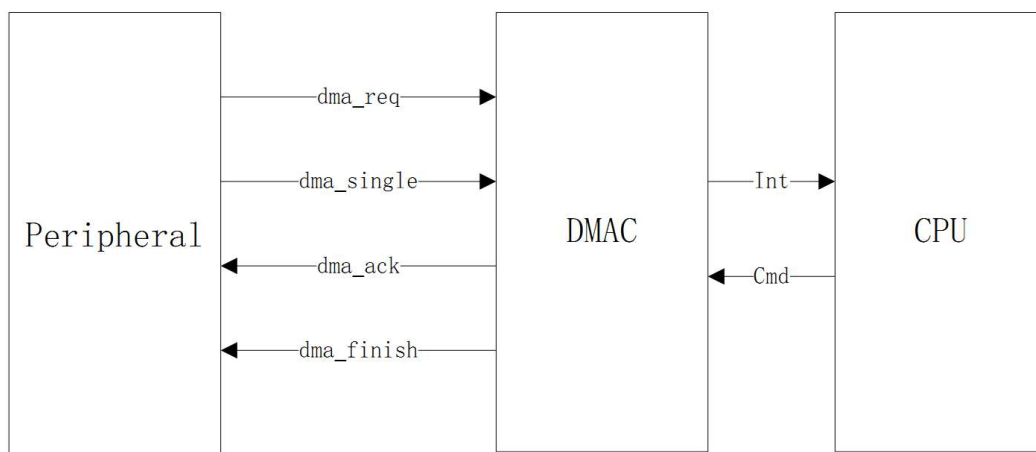 dma_req
dma_single
Int
Peripheral
DMAC
CPU
dma_ack
Cmd
dma_finish